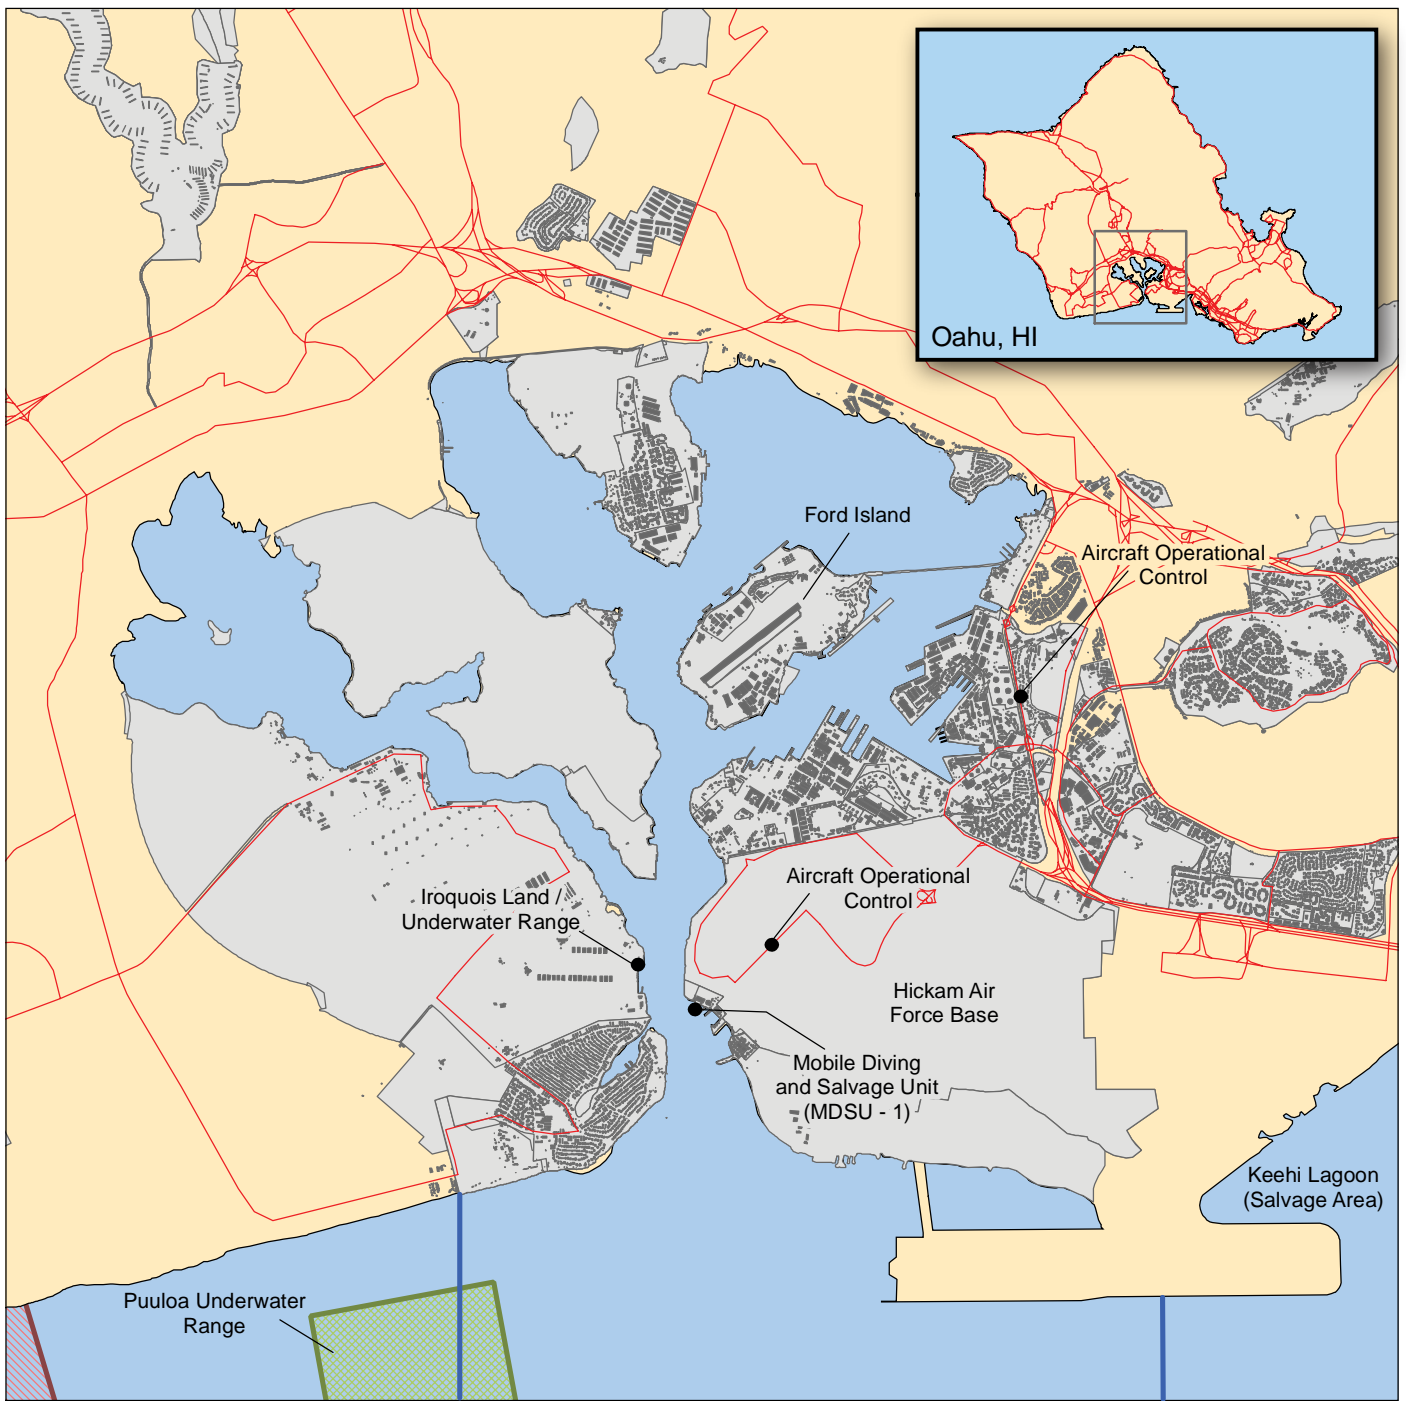 Oahu, HI
Ford Island
Aircraft Operational
Control
Aircraft Operational
Control
Iroquois Land /
Underwater Range
Hickam Air
Force Base
Mobile Diving
and Salvage Unit
(MDSU - 1)
Keehi Lagoon
(Salvage Area)
Puuloa Underwater
Range